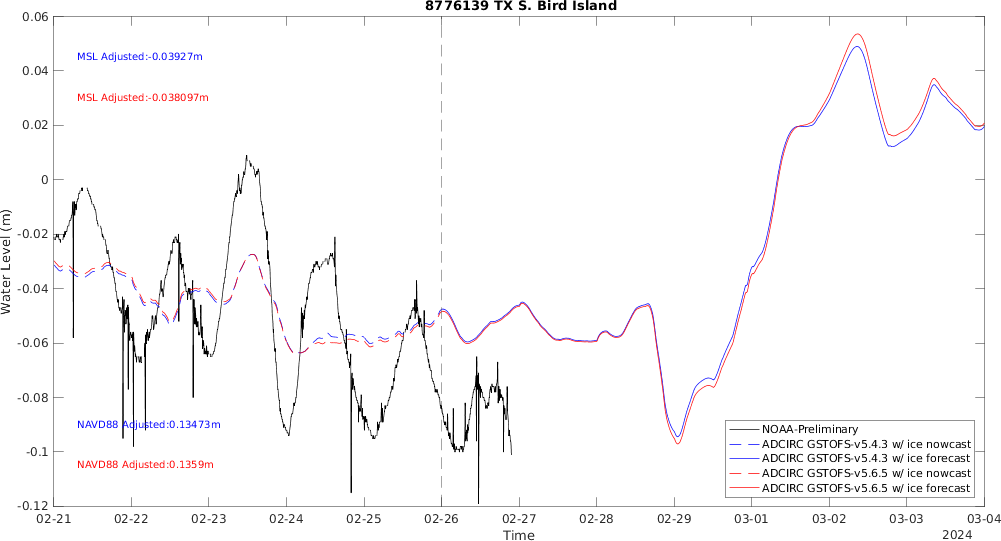 8776139 TX S. Bird Island
0.06
0.04
0.02
0
-0.02
-0.04
-0.06
-0.08
-0.1
-0.12
Water Level (m)
MSL Adjusted:-0.03927m
MSL Adjusted:-0.038097m
NAVD88 Adjusted:0.13473m
NAVD88 Adjusted:0.1359m
NOAA-Preliminary
ADCIRC GSTOFS-v5.4.3 w/ ice nowcast
ADCIRC GSTOFS-v5.4.3 w/ ice forecast
ADCIRC GSTOFS-v5.6.5 w/ ice nowcast
ADCIRC GSTOFS-v5.6.5 w/ ice forecast
02-21 02-22 02-23 02-24 02-25 02-26 02-27 02-28 02-29 03-01 03-02 03-03 03-04
Time
2024